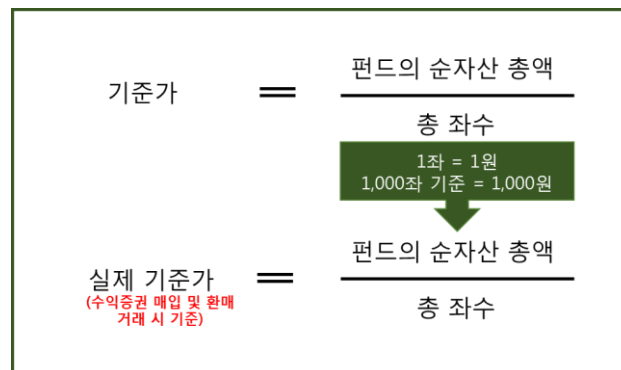 펀드의 순자산 총액
기준가 =
총 좌수
1좌 = 1원
1,000좌 기준 = 1,000원
펀드의 순자산 총액
실제 기준가 =
(수익증권 매입 및 환매
거래 시 기준)
총 좌수